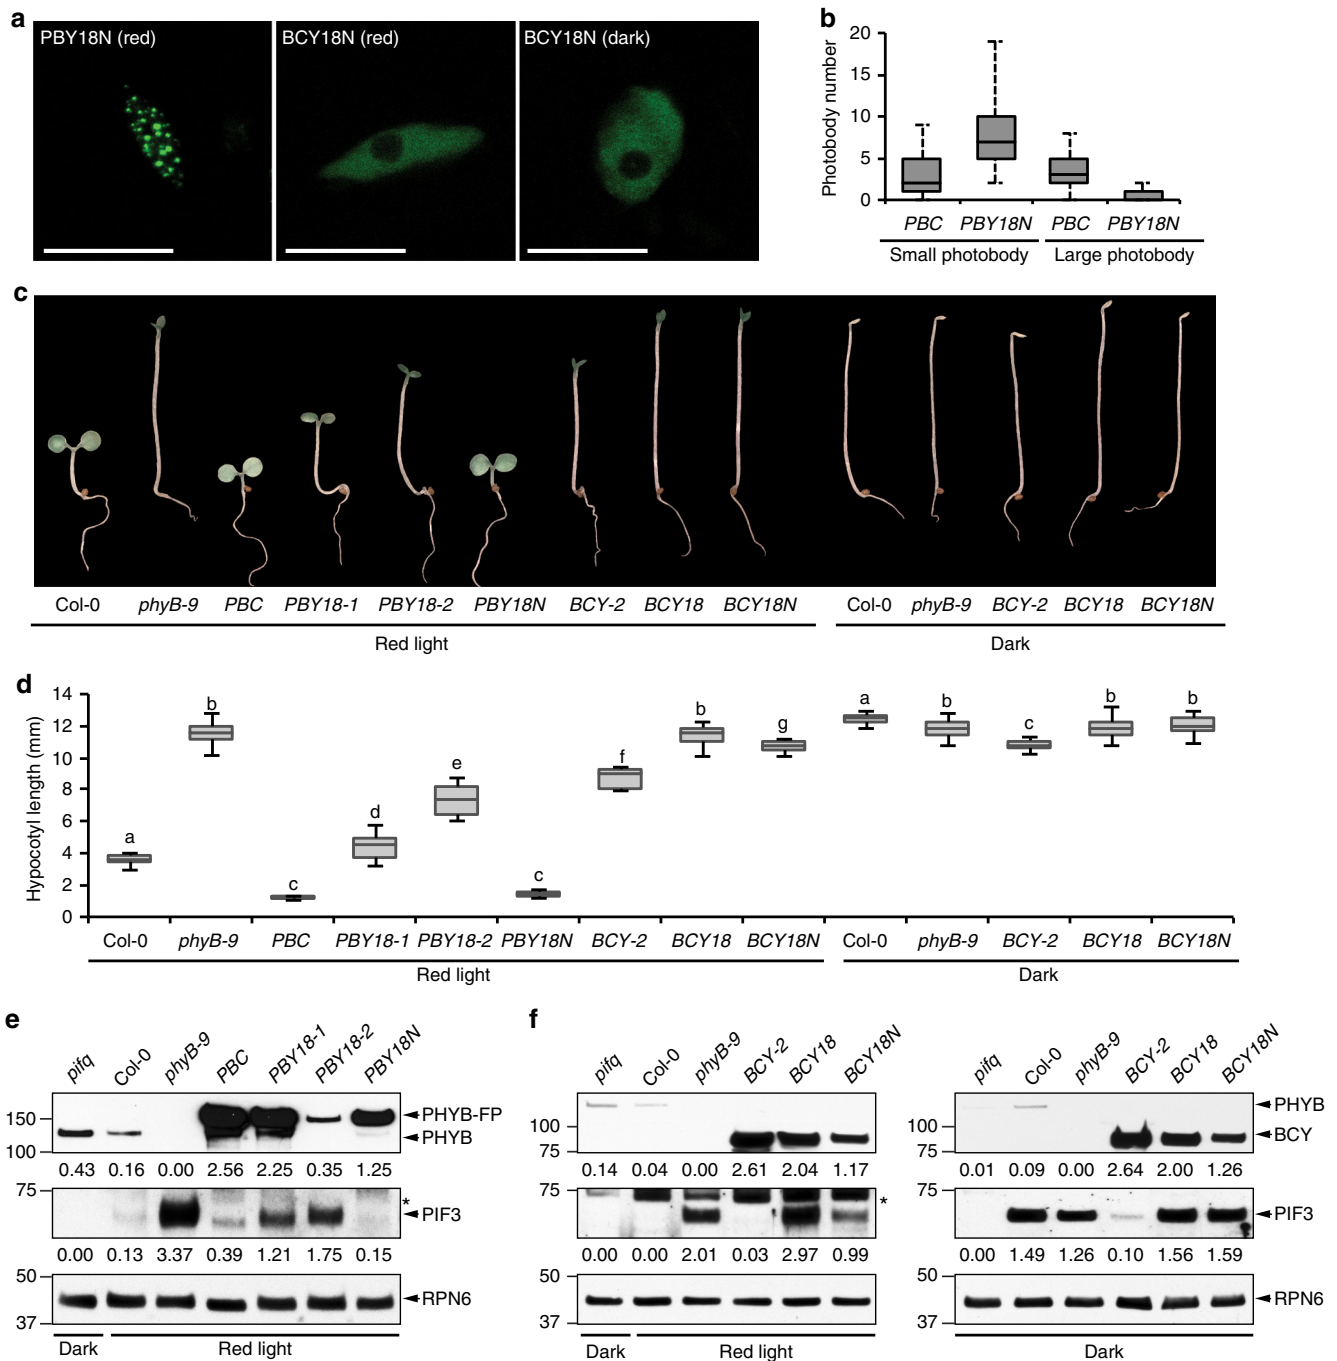 a
PBY18N (red)
BCY18N (red)
BCY18N (dark)
b
Photobody number
20
15
10
5
0
PBC PBY18N PBC PBY18N
Small photobody Large photobody
c
Col-0 phyB-9 PBC PBY18-1 PBY18-2 PBY18N BCY-2 BCY18 BCY18N Col-0 phyB-9 BCY-2 BCY18 BCY18N
Red light Dark
d
Hypocotyl length (mm)
14
12
10
8
6
4
2
0
a b c d e c f b g a b c b b
Col-0 phyB-9 PBC PBY18-1 PBY18-2 PBY18N BCY-2 BCY18 BCY18N Col-0 phyB-9 BCY-2 BCY18 BCY18N
Red light Dark
e
pifq Col-0 phyB-9 PBC PBY18-1 PBY18-2 PBY18N
150
100
PHYB-FP
PHYB
0.43 0.16 0.00 2.56 2.25 0.35 1.25
75
*
PIF3
0.00 0.13 3.37 0.39 1.21 1.75 0.15
50
37
RPN6
Dark Red light
f
pifq Col-0 phyB-9 BCY-2 BCY18 BCY18N
100
75
0.14 0.04 0.00 2.61 2.04 1.17
75
*
0.00 0.00 2.01 0.03 2.97 0.99
50
37
Dark Red light
pifq Col-0 phyB-9 BCY-2 BCY18 BCY18N
100
75
PHYB
BCY
0.01 0.09 0.00 2.64 2.00 1.26
75
PIF3
0.00 1.49 1.26 0.10 1.56 1.59
50
37
RPN6
Dark